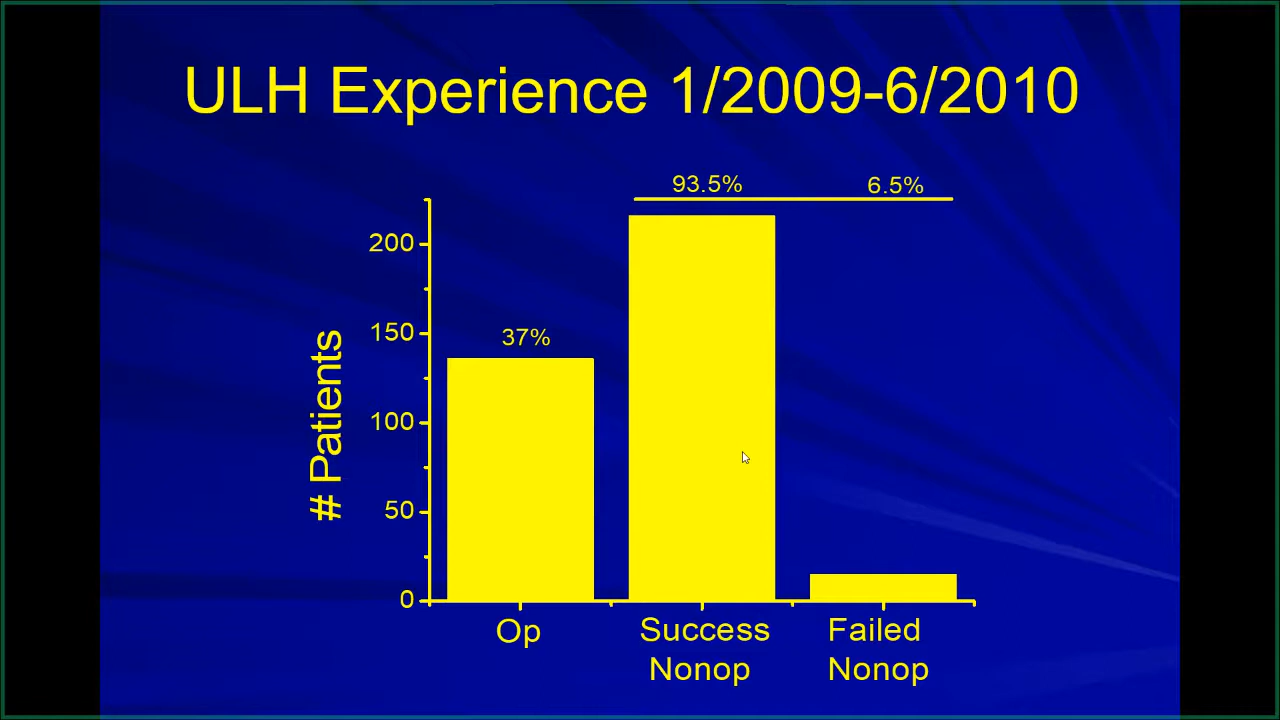 ULH Experience 1/2009-6/2010
93.5%
6.5%
37%
# Patients
200
150
100
50
0
Op
Success
Nonop
Failed
Nonop